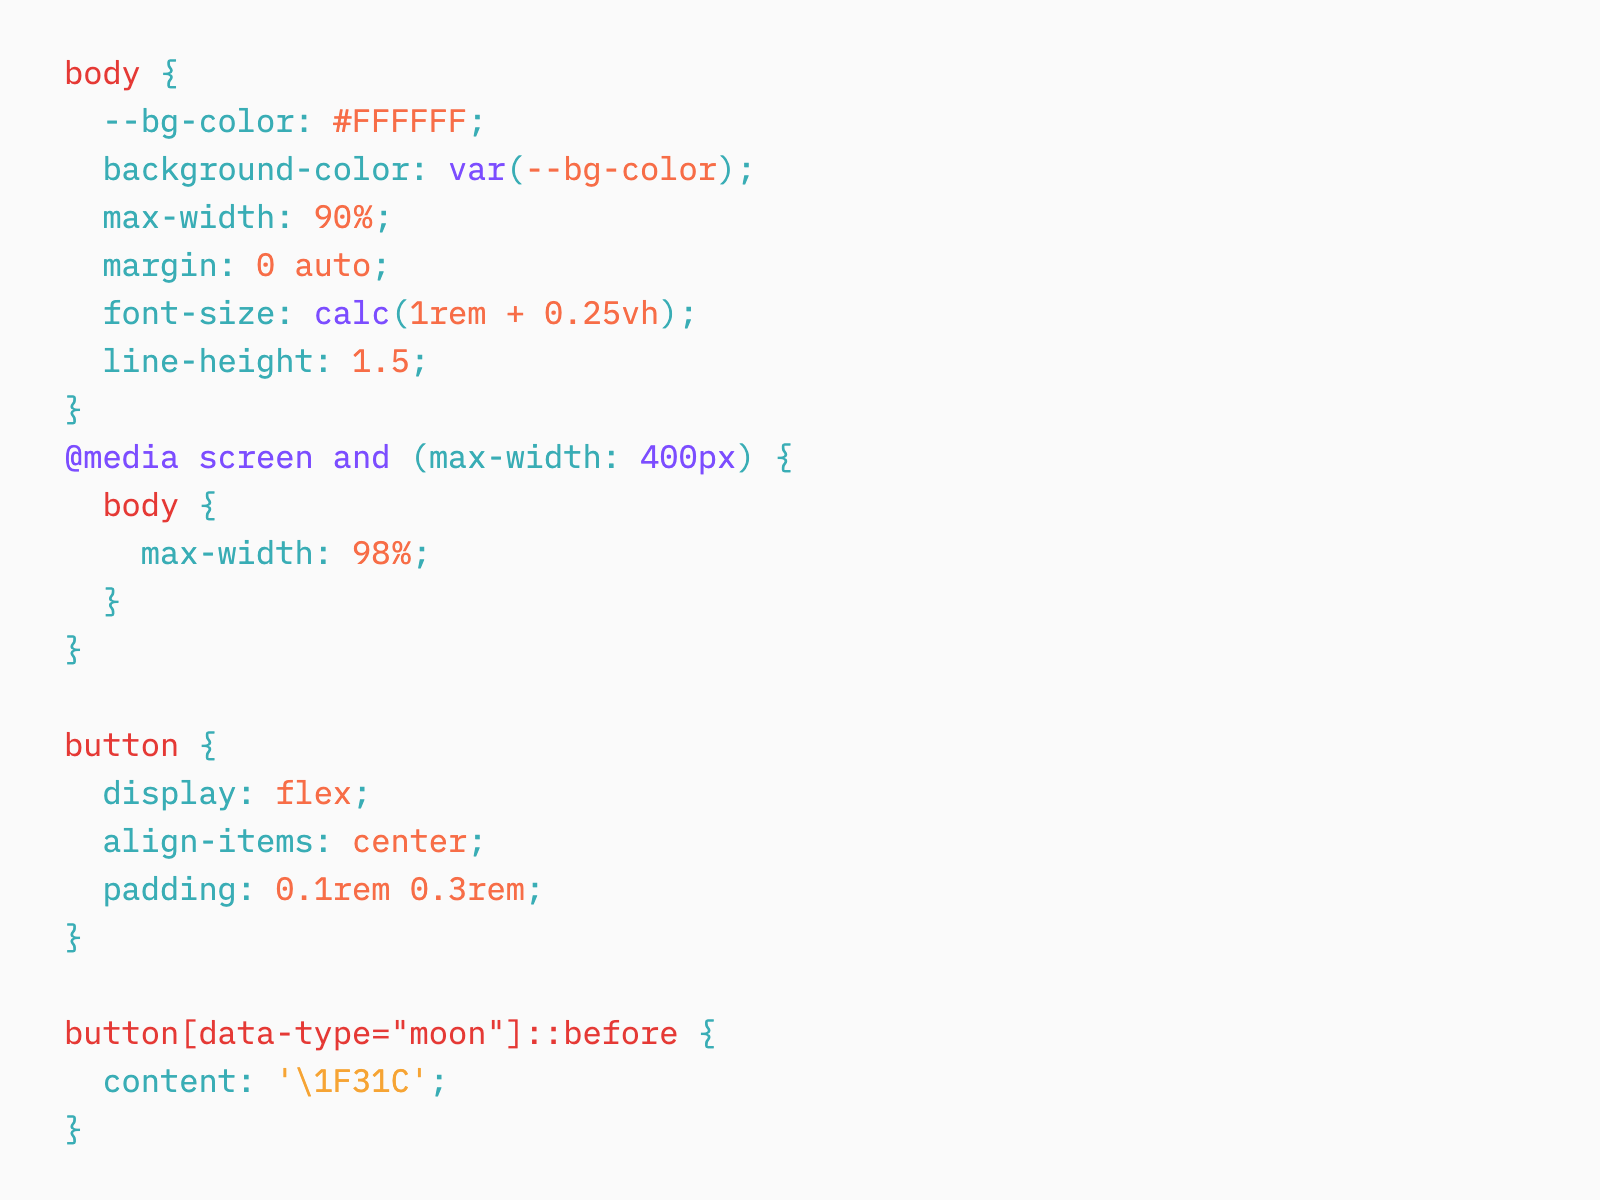 body {
  --bg-color: #FFFFFF;
  background-color: var(--bg-color);
  max-width: 90%;
  margin: 0 auto;
  font-size: calc(1rem + 0.25vh);
  line-height: 1.5;
}
@media screen and (max-width: 400px) {
  body {
    max-width: 98%;
  }
}

button {
  display: flex;
  align-items: center;
  padding: 0.1rem 0.3rem;
}

button[data-type="moon"]::before {
  content: '\1F31C';
}